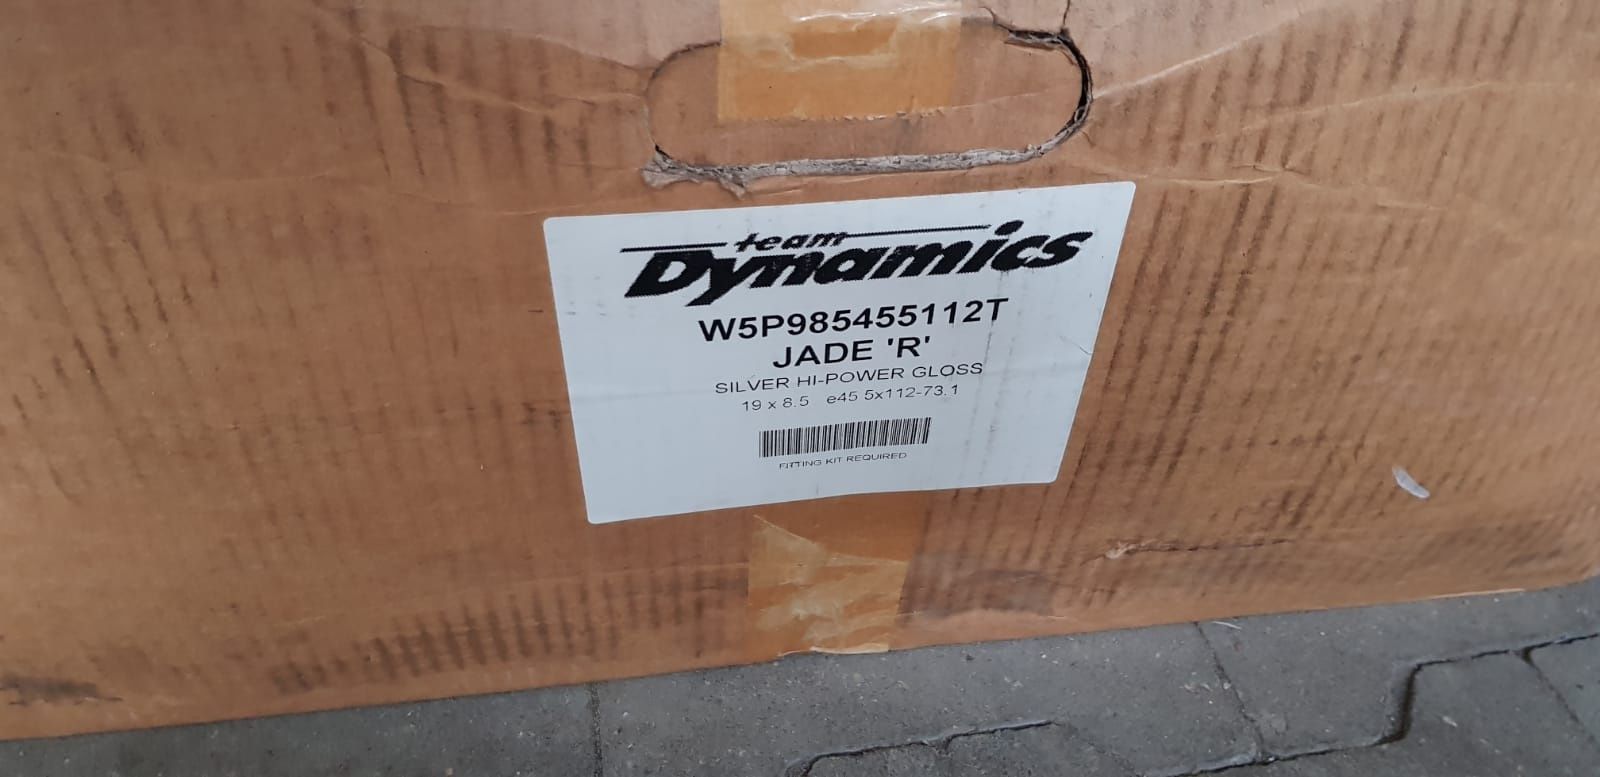 team
Dynamics
W5P985455112T
JADE 'R'
SILVER HI-POWER GLOSS
19 x 8.5 e45 5x112-73.1
FITTING KIT REQUIRED